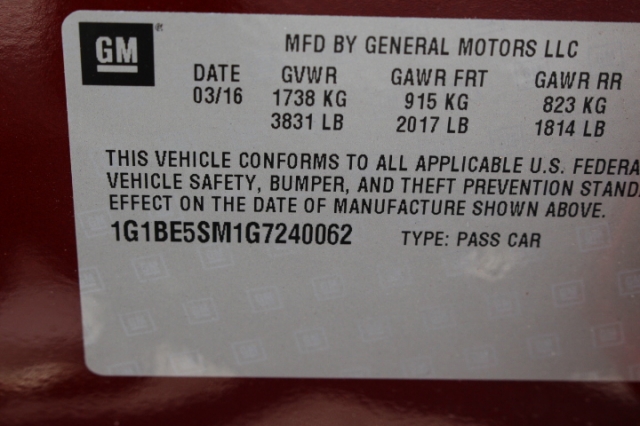 GM
MFD BY GENERAL MOTORS LLC
DATE GVWR GAWR FRT GAWR RR
03/16 1738 KG 915 KG 823 KG
3831 LB 2017 LB 1814 LB
THIS VEHICLE CONFORMS TO ALL APPLICABLE U.S. FEDERA
VEHICLE SAFETY, BUMPER, AND THEFT PREVENTION STAND
EFFECT ON THE DATE OF MANUFACTURE SHOWN ABOVE.
1G1BE5SM1G7240062 TYPE: PASS CAR